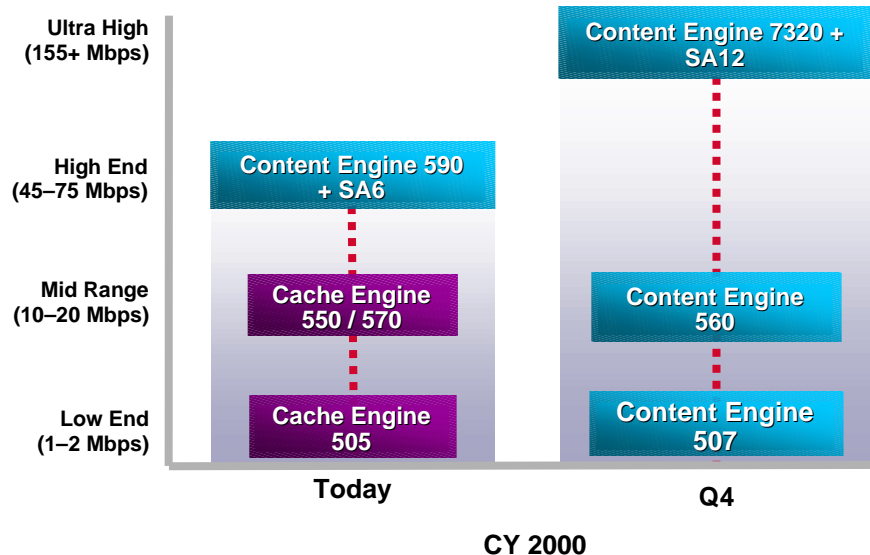 Ultra High
(155+ Mbps)
Content Engine 7320 +
SA12
High End
(45–75 Mbps)
Content Engine 590
+ SA6
Mid Range
(10–20 Mbps)
Cache Engine
550 / 570
Content Engine
560
Low End
(1–2 Mbps)
Cache Engine
505
Content Engine
507
Today
Q4
CY 2000